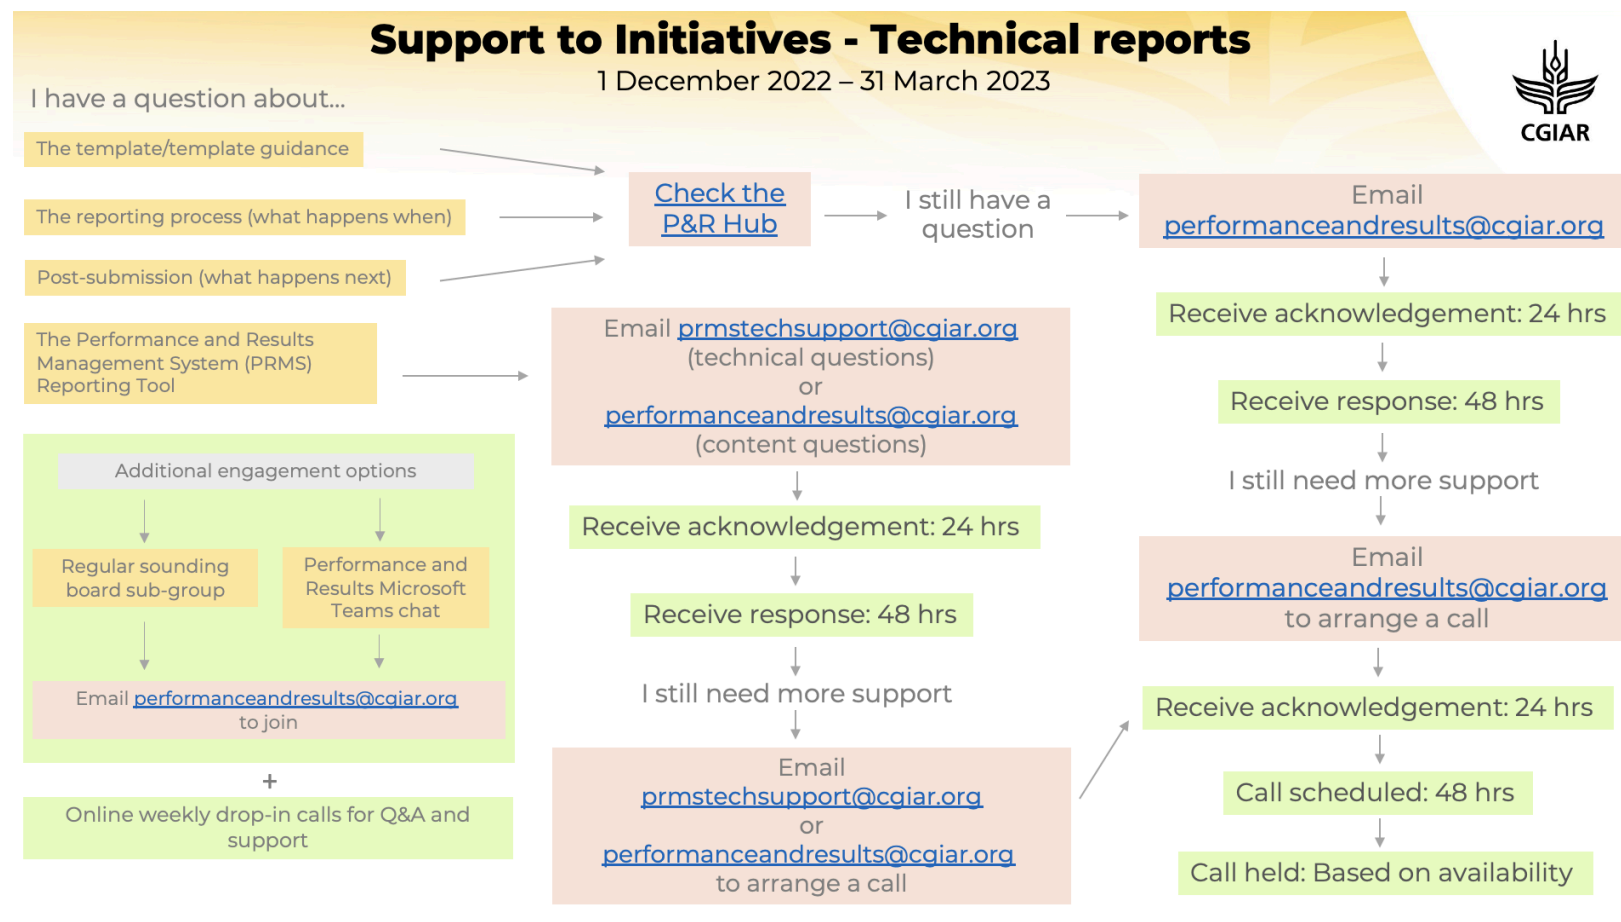 Support to Initiatives - Technical reports
1 December 2022 – 31 March 2023
CGIAR
I have a question about...
The template/template guidance
The reporting process (what happens when)
Post-submission (what happens next)
The Performance and Results
Management System (PRMS)
Reporting Tool
Check the
P&R Hub
I still have a
question
Email
performanceandresults@cgiar.org
Receive acknowledgement: 24 hrs
Receive response: 48 hrs
I still need more support
Email
performanceandresults@cgiar.org
to arrange a call
Receive acknowledgement: 24 hrs
Call scheduled: 48 hrs
Call held: Based on availability
Email prmstechsupport@cgiar.org
(technical questions)
or
performanceandresults@cgiar.org
(content questions)
Receive acknowledgement: 24 hrs
Receive response: 48 hrs
I still need more support
Email
prmstechsupport@cgiar.org
or
performanceandresults@cgiar.org
to arrange a call
Additional engagement options
Regular sounding
board sub-group
Performance and
Results Microsoft
Teams chat
Email performanceandresults@cgiar.org
to join
+
Online weekly drop-in calls for Q&A and
support